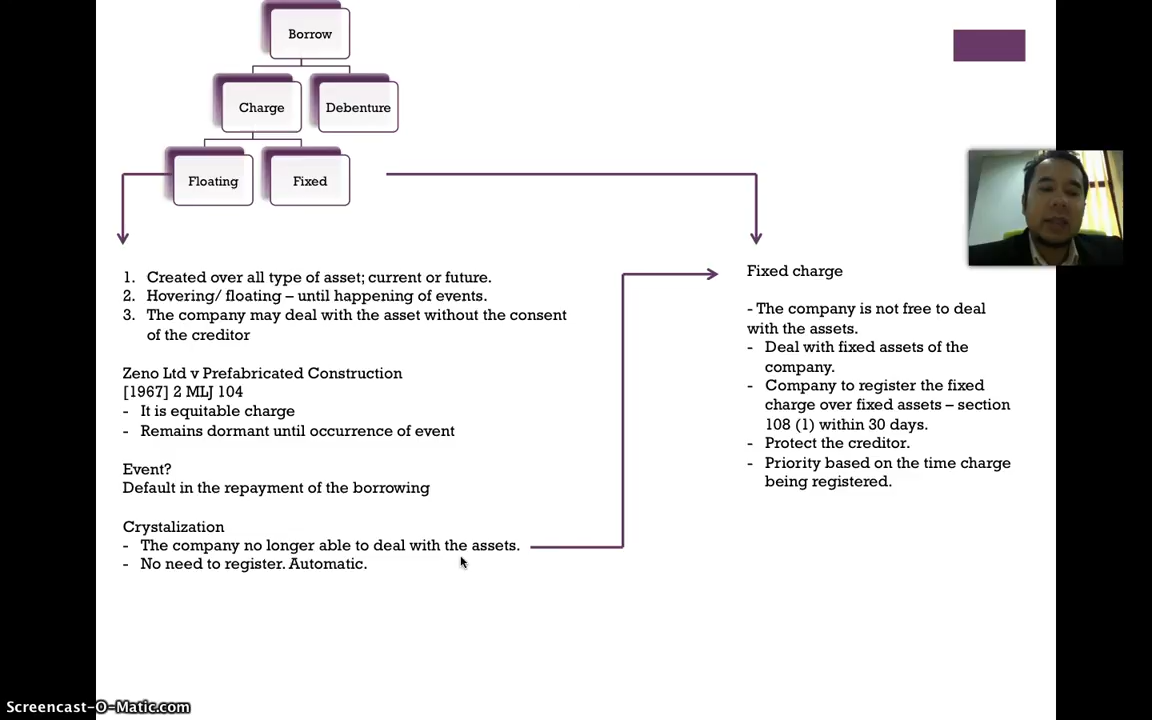 Borrow
Charge
Debenture
Floating
Fixed
1. Created over all type of asset; current or future.
2. Hovering/ floating – until happening of events.
3. The company may deal with the asset without the consent
of the creditor
Zeno Ltd v Prefabricated Construction
[1967] 2 MLJ 104
- It is equitable charge
- Remains dormant until occurrence of event
Event?
Default in the repayment of the borrowing
Crystalization
- The company no longer able to deal with the assets.
- No need to register. Automatic.
Fixed charge
- The company is not free to deal
with the assets.
- Deal with fixed assets of the
company.
- Company to register the fixed
charge over fixed assets – section
108 (1) within 30 days.
- Protect the creditor.
- Priority based on the time charge
being registered.
Screencast-O-Matic.com